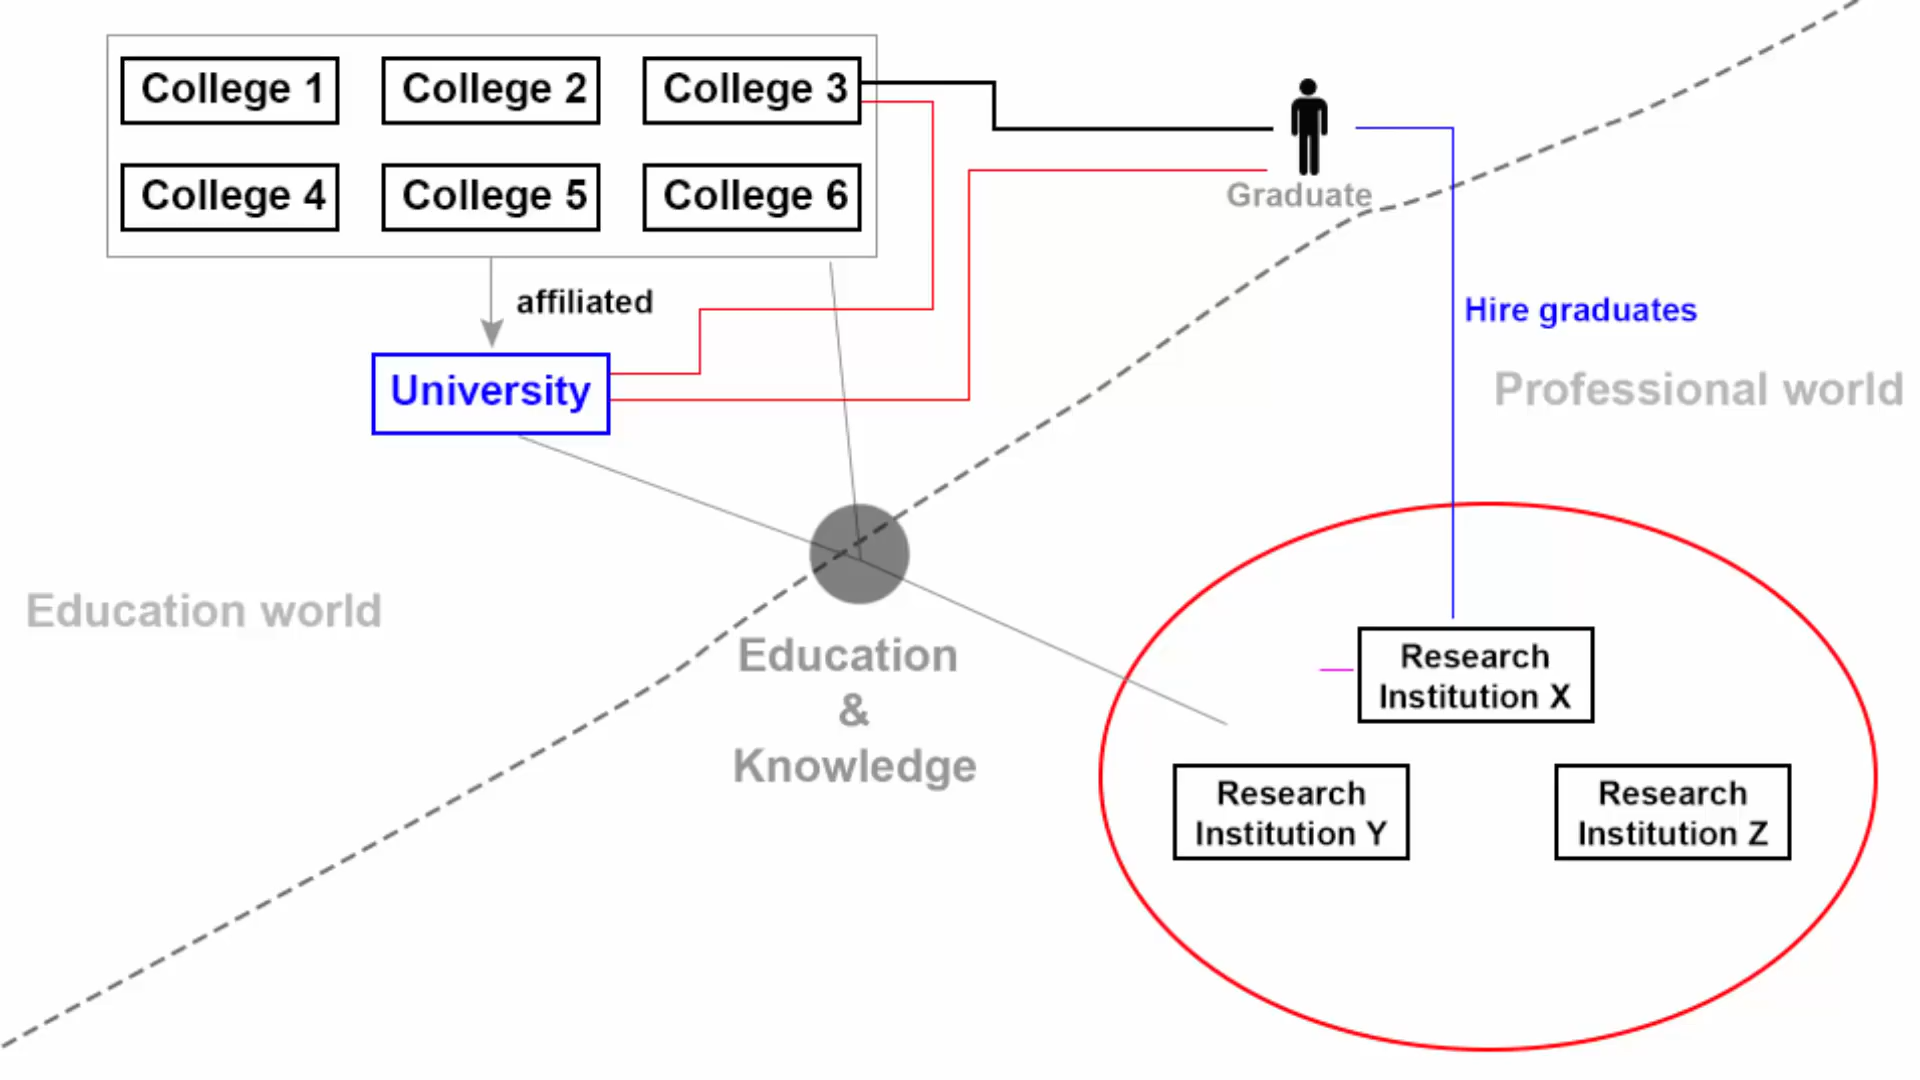 College 1
College 2
College 3
College 4
College 5
College 6
Graduate
affiliated
Hire graduates
University
Professional world
Education world
Education
&
Knowledge
Research
Institution X
Research
Institution Y
Research
Institution Z